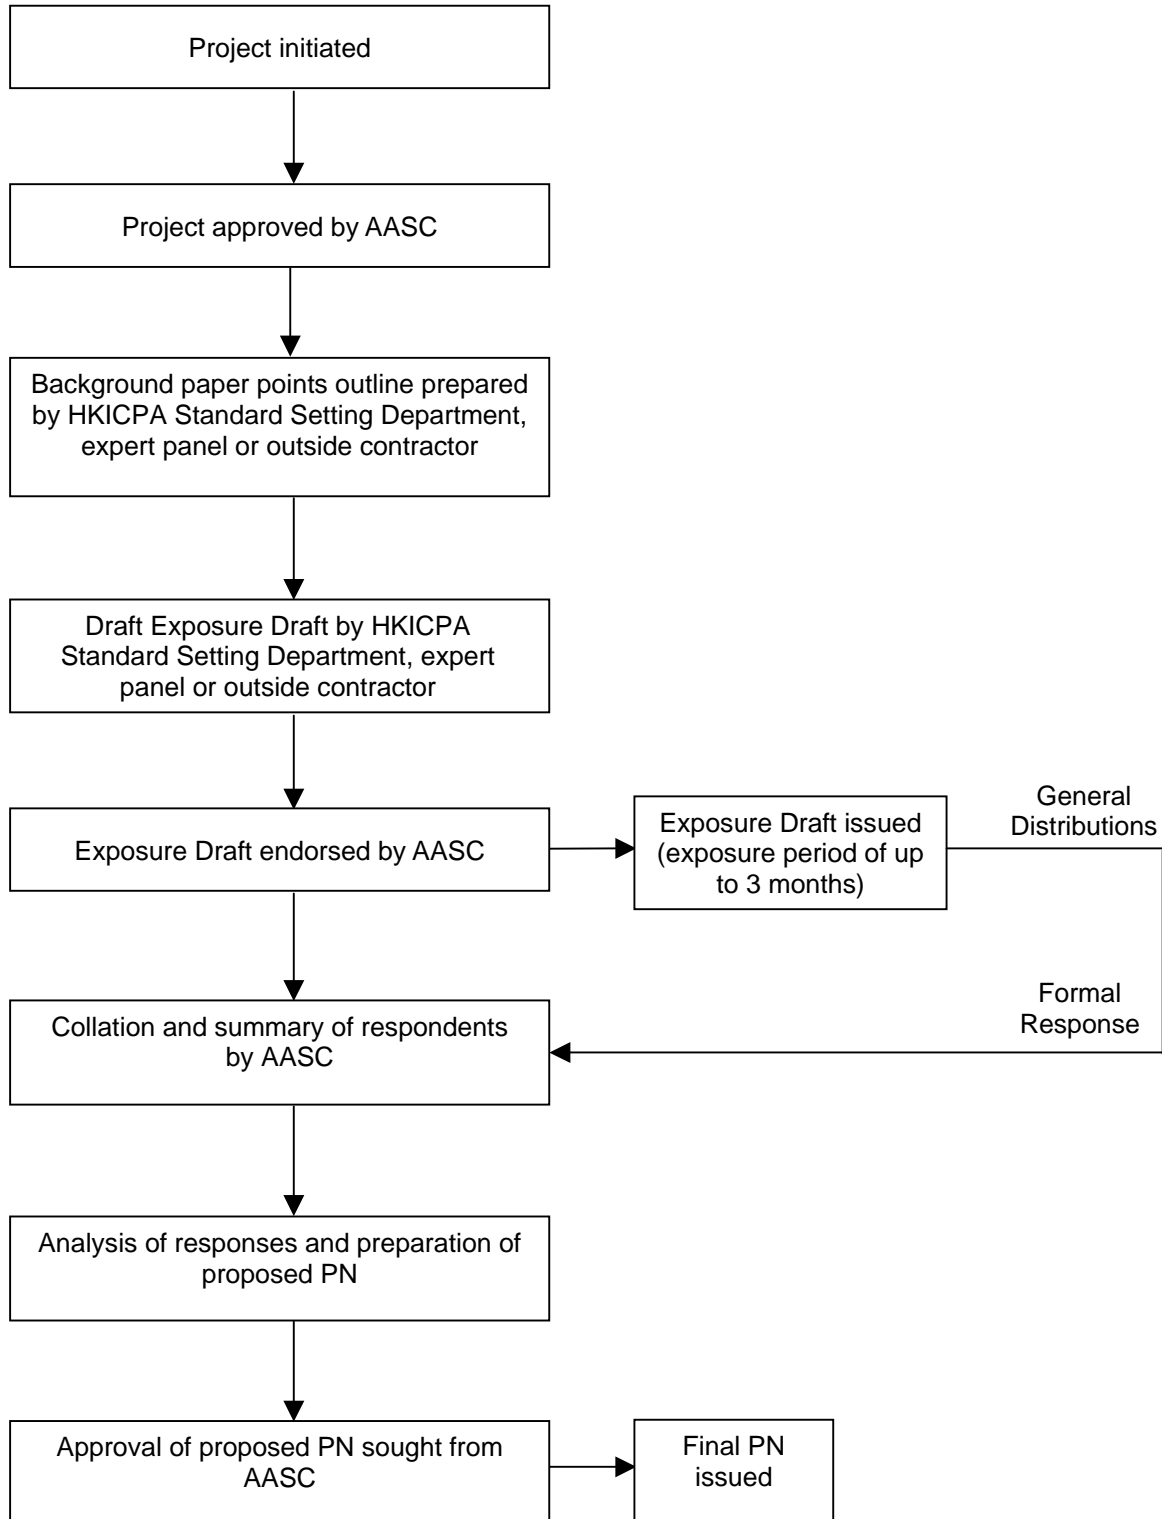 Project initiated
Project approved by AASC
Background paper points outline prepared
by HKICPA Standard Setting Department,
expert panel or outside contractor
Draft Exposure Draft by HKICPA
Standard Setting Department, expert
panel or outside contractor
Exposure Draft endorsed by AASC
Exposure Draft issued
(exposure period of up
to 3 months)
General
Distributions
Formal
Response
Collation and summary of respondents
by AASC
Analysis of responses and preparation of
proposed PN
Approval of proposed PN sought from
AASC
Final PN
issued